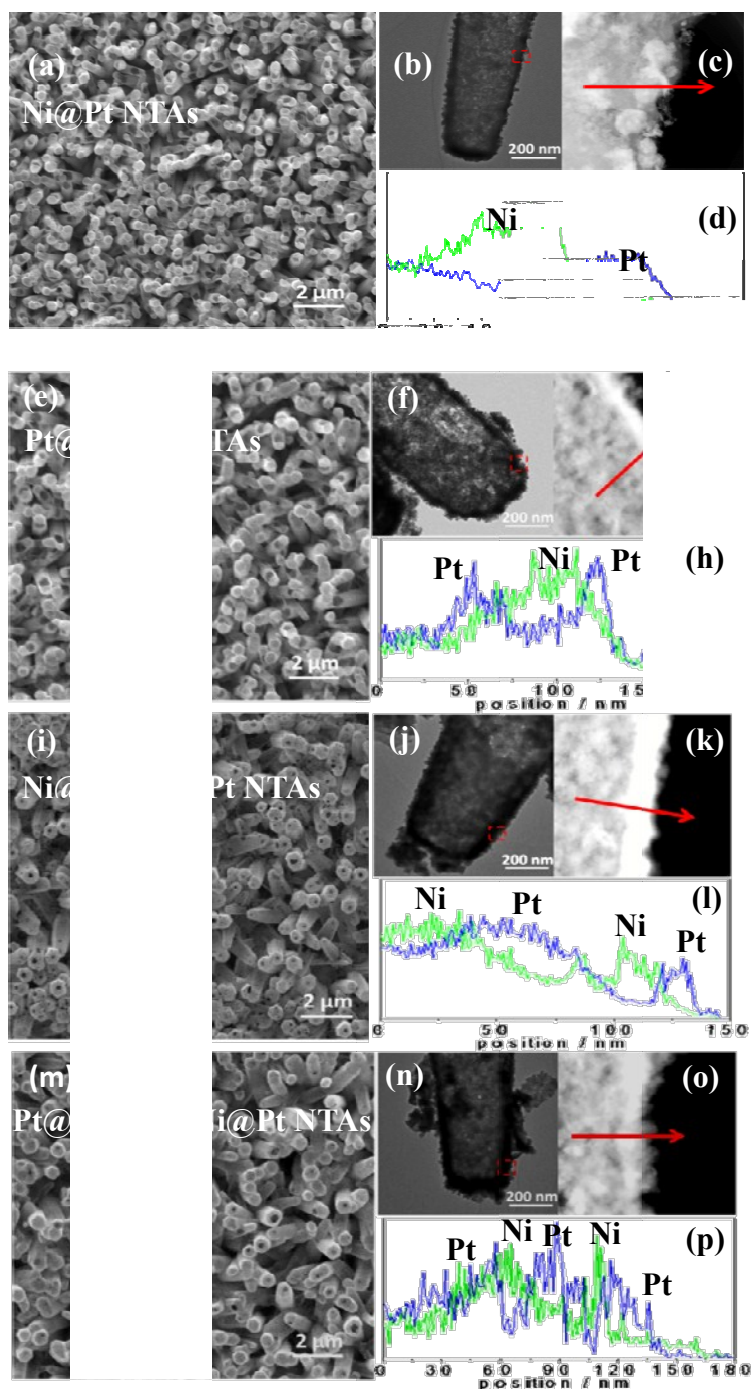 (a)
Ni@Pt NTAs
2 μm
(b)
200 nm
(c)
(d)
Ni
Pt
(e)
Pt@ TAs
2 μm
(f)
200 nm
(h)
Pt Ni Pt
0 50 100 15
position / nm
(i)
Ni@ Pt NTAs
2 μm
(j)
200 nm
(k)
(l)
Ni Pt Ni Pt
0 50 100 150
position / nm
(m)
Pt@ Ni@Pt NTAs
2 μm
(n)
200 nm
(o)
(p)
Pt Ni Pt Ni Pt
0 30 60 90 120 150 180
position / nm